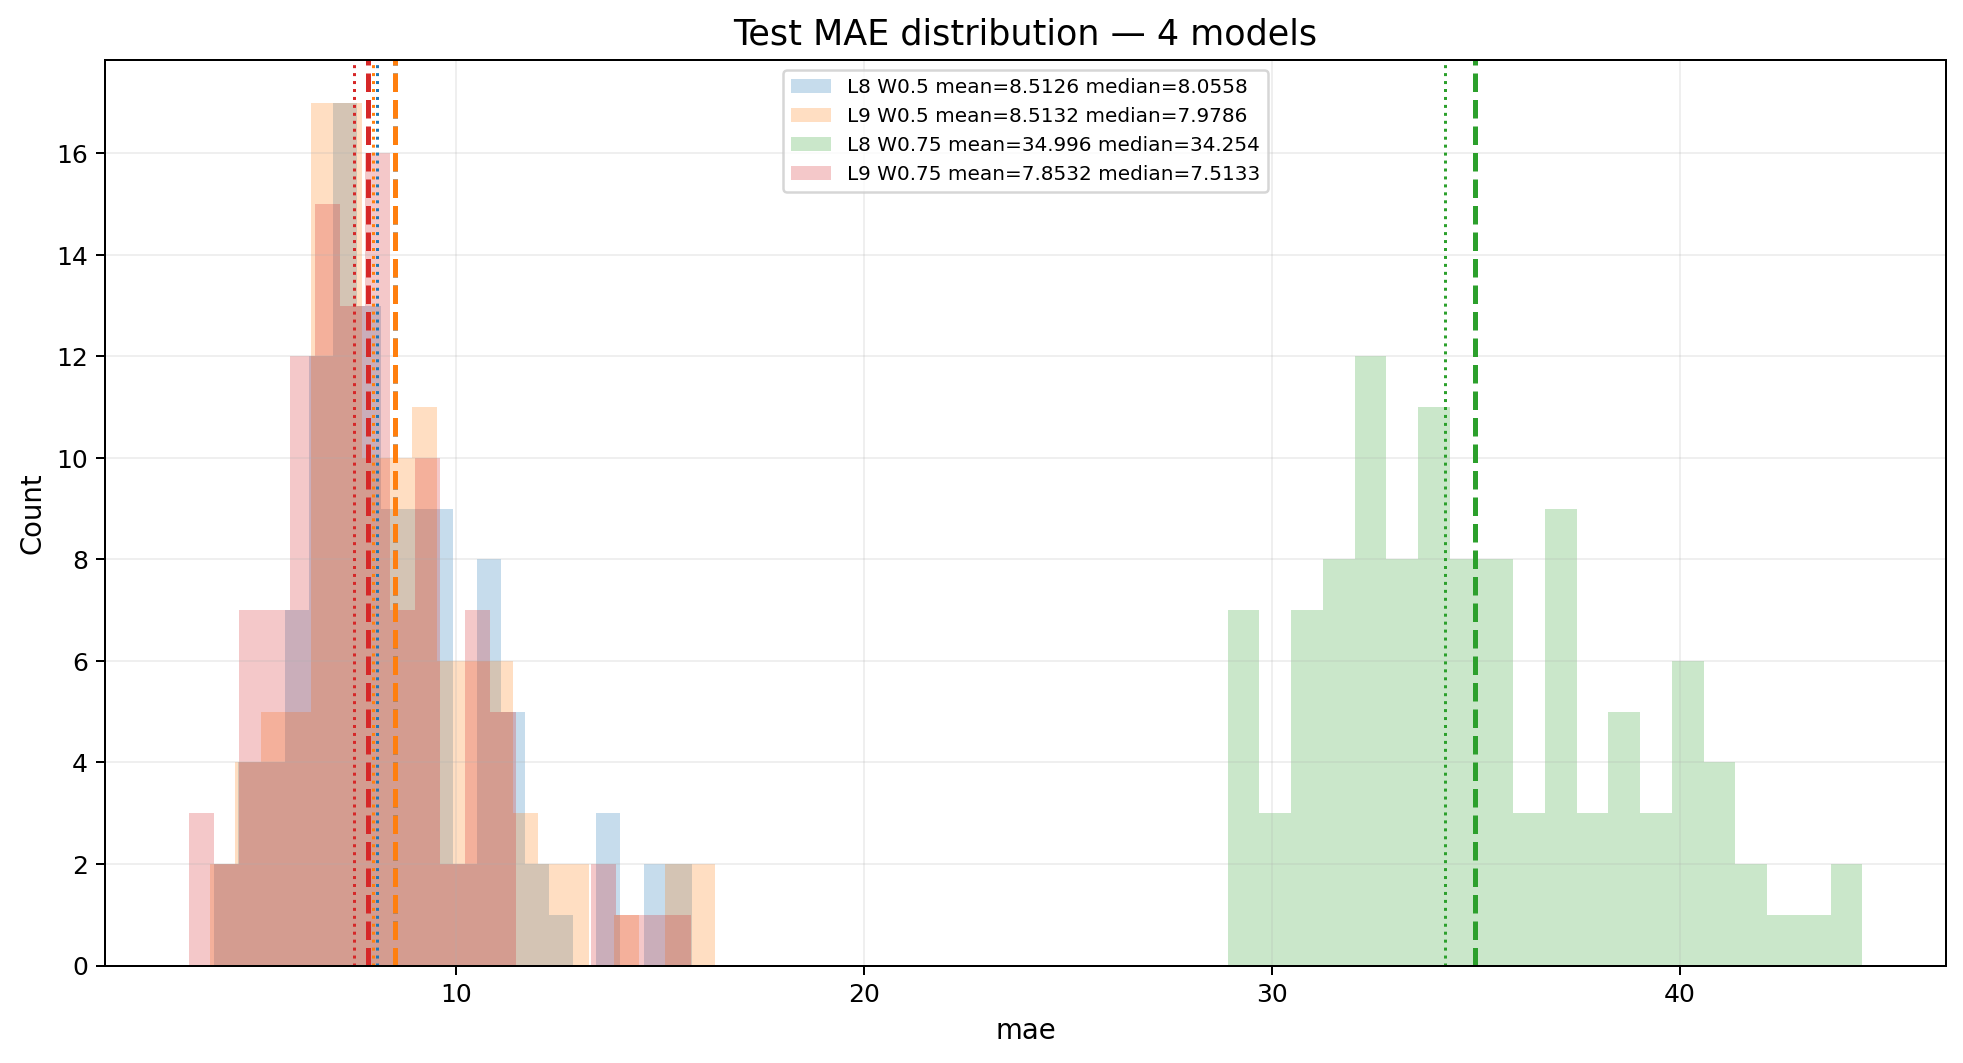 Test MAE distribution — 4 models
L8 W0.5 mean=8.5126 median=8.0558
L9 W0.5 mean=8.5132 median=7.9786
L8 W0.75 mean=34.996 median=34.254
L9 W0.75 mean=7.8532 median=7.5133
Count
16
14
12
10
8
6
4
2
0
10 20 30 40
mae